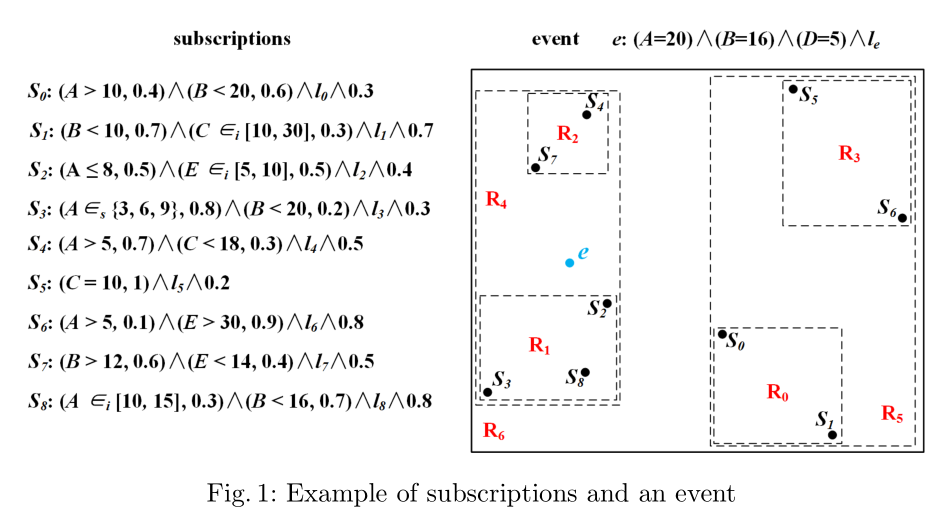 subscriptions
event e: (A=20)∧(B=16)∧(D=5)∧lₑ
S₀: (A > 10, 0.4)∧(B < 20, 0.6)∧l₀∧0.3
S₁: (B < 10, 0.7)∧(C ∈ᵢ [10, 30], 0.3)∧l₁∧0.7
S₂: (A ≤ 8, 0.5)∧(E ∈ᵢ [5, 10], 0.5)∧l₂∧0.4
S₃: (A ∈ₛ {3, 6, 9}, 0.8)∧(B < 20, 0.2)∧l₃∧0.3
S₄: (A > 5, 0.7)∧(C < 18, 0.3)∧l₄∧0.5
S₅: (C = 10, 1)∧l₅∧0.2
S₆: (A > 5, 0.1)∧(E > 30, 0.9)∧l₆∧0.8
S₇: (B > 12, 0.6)∧(E < 14, 0.4)∧l₇∧0.5
S₈: (A ∈ᵢ [10, 15], 0.3)∧(B < 16, 0.7)∧l₈∧0.8
S₄
R₂
S₇
R₄
e
S₂
R₁
S₃
S₈
R₆
S₅
R₃
S₆
S₀
R₀
S₁
R₅
Fig. 1: Example of subscriptions and an event